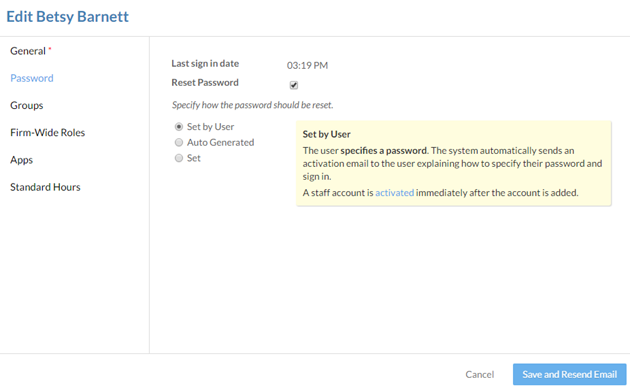 Edit Betsy Barnett
General *
Password
Groups
Firm-Wide Roles
Apps
Standard Hours
Last sign in date 03:19 PM
Reset Password
Specify how the password should be reset.
Set by User
Auto Generated
Set
Set by User
The user specifies a password. The system automatically sends an
activation email to the user explaining how to specify their password and
sign in.
A staff account is activated immediately after the account is added.
Cancel Save and Resend Email